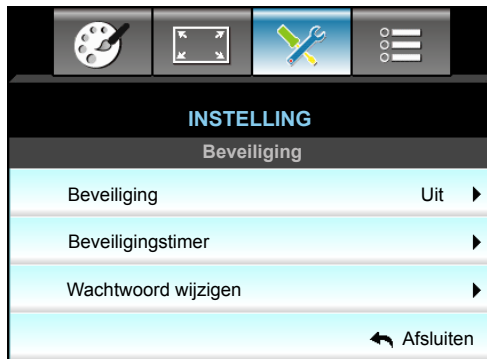 INSTELLING
Beveiliging
Beveiliging Uit
Beveiligingstimer
Wachtwoord wijzigen
Afsluiten